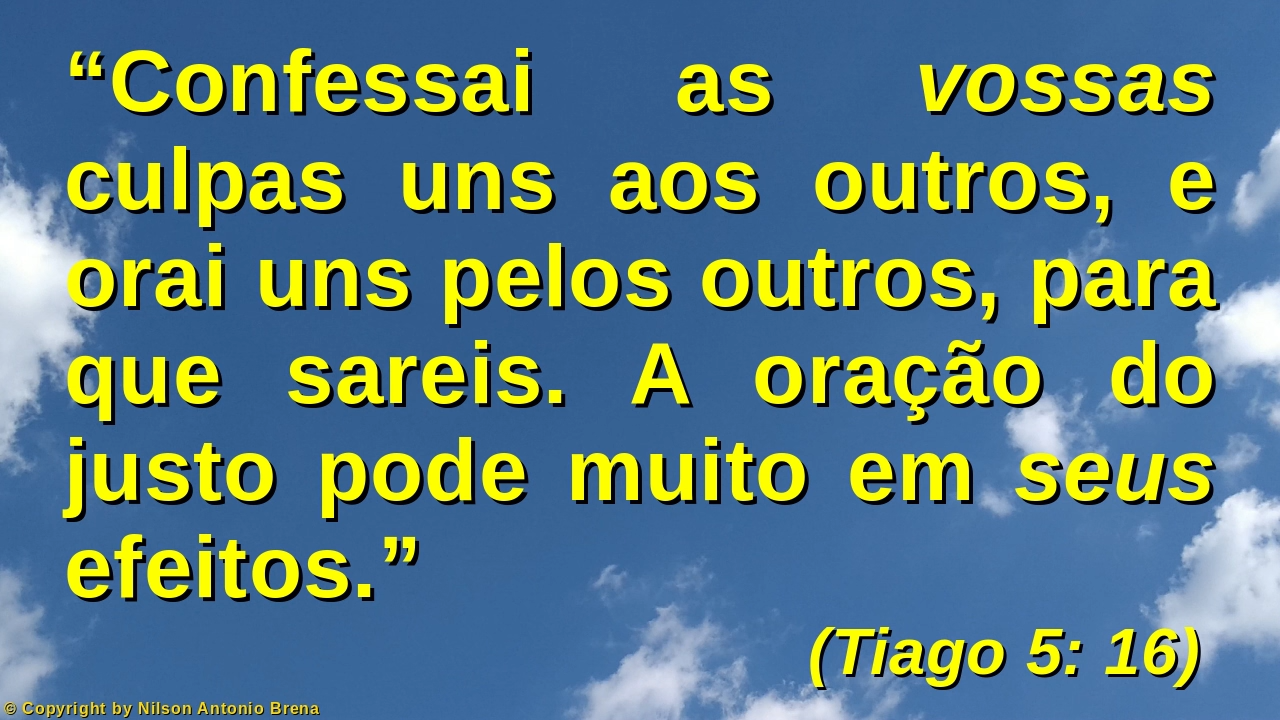 “Confessai as vossas
culpas uns aos outros, e
orai uns pelos outros, para
que sareis. A oração do
justo pode muito em seus
efeitos.”
(Tiago 5: 16)
© Copyright by Nilson Antonio Brena